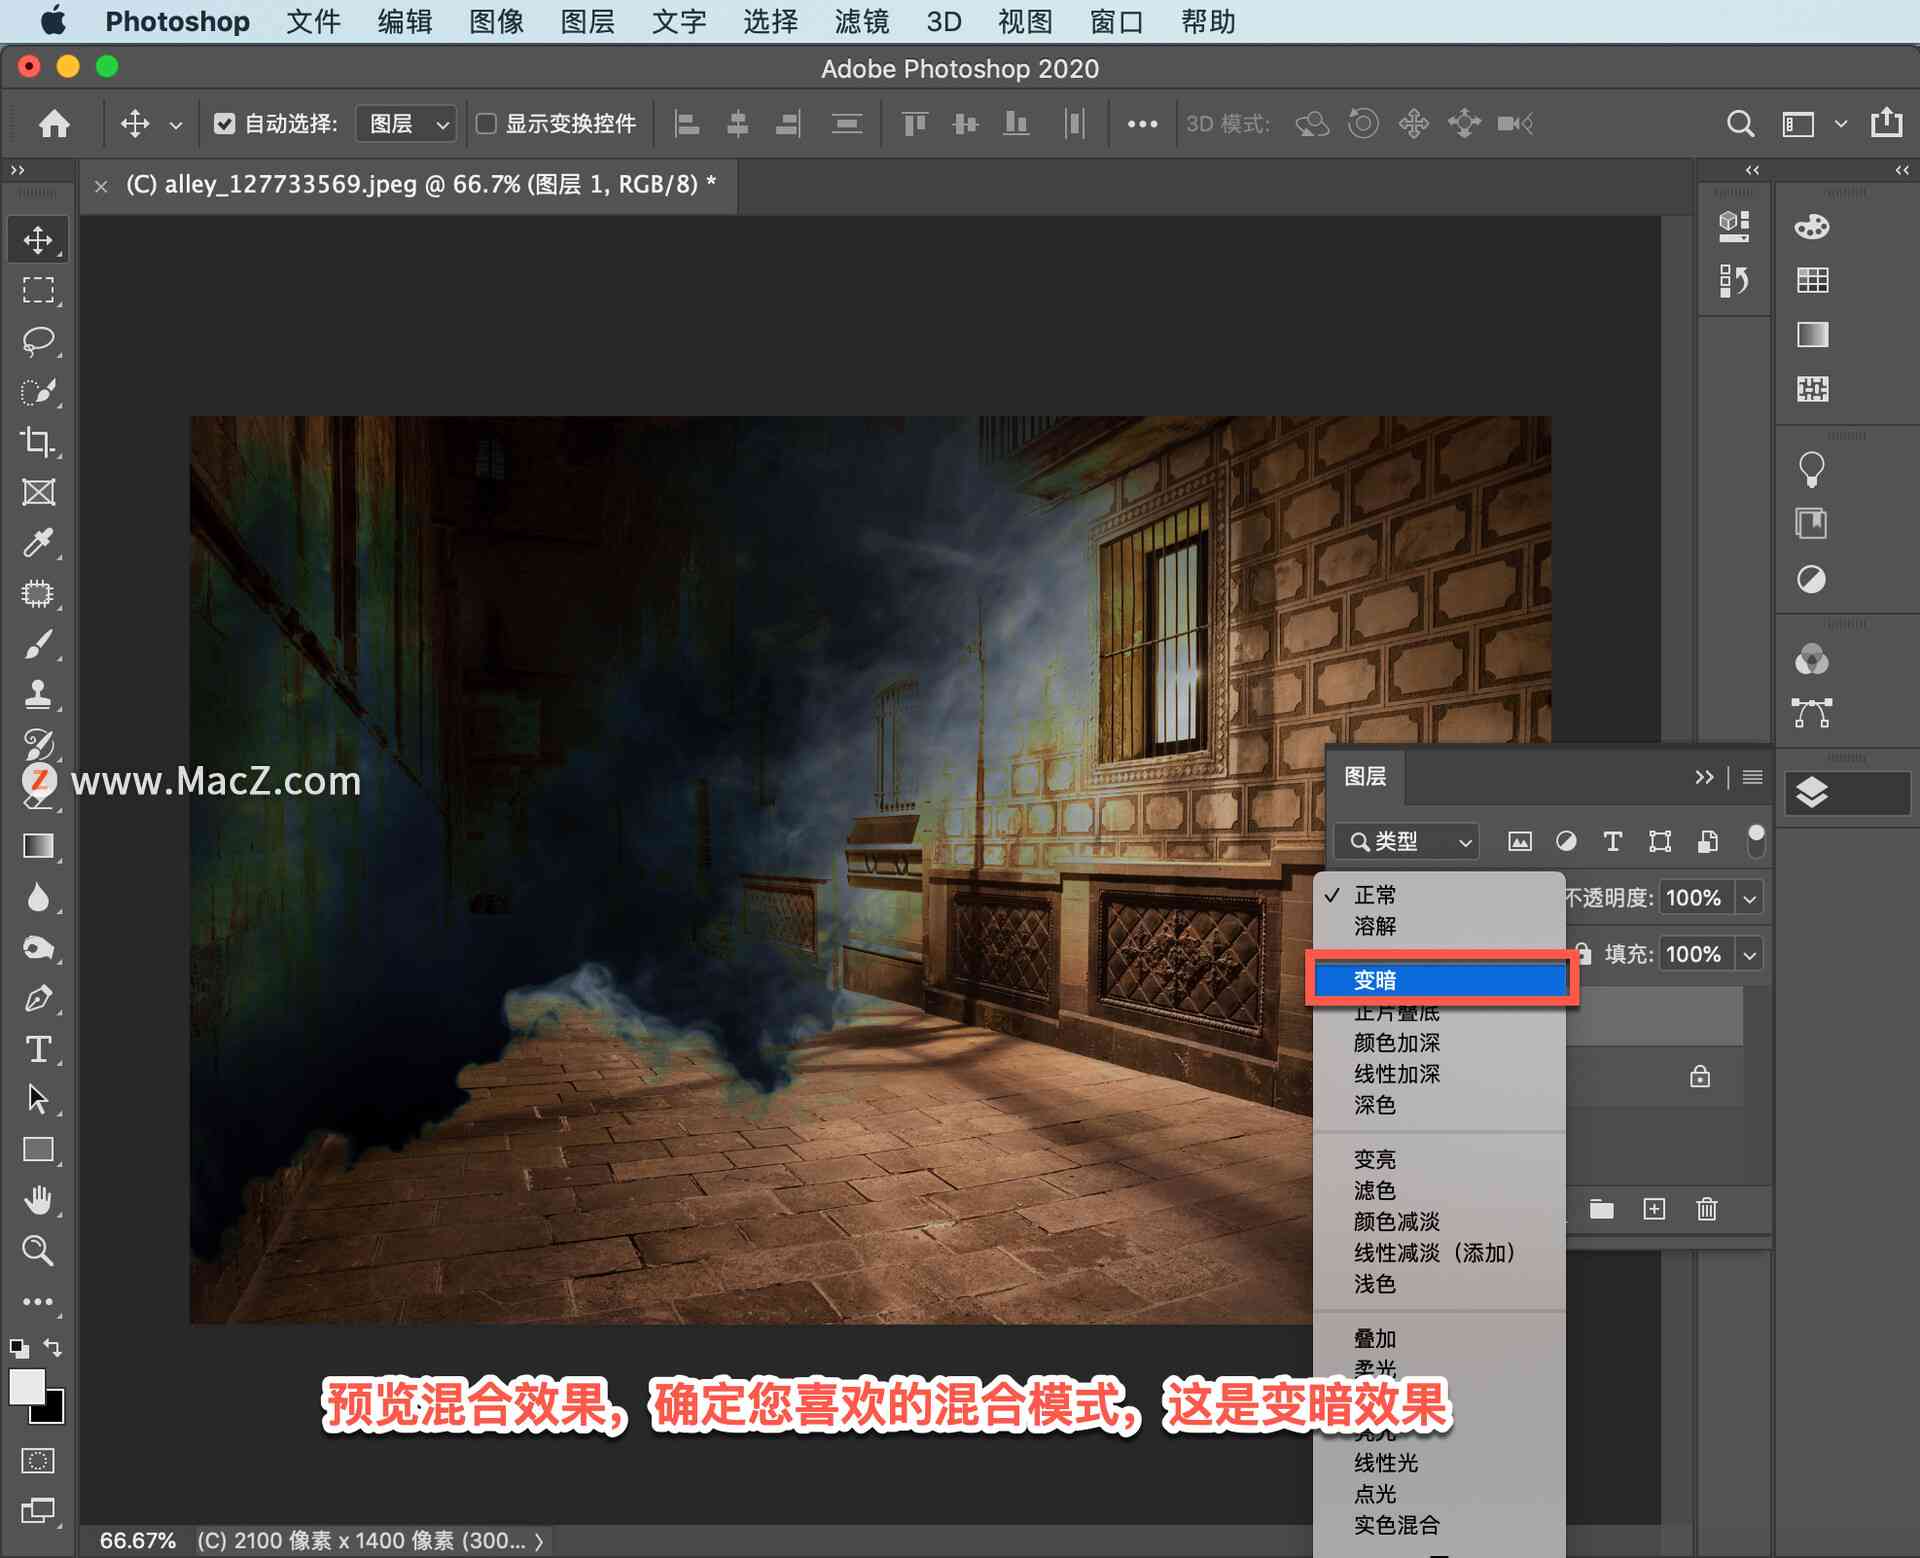 Photoshop 文件 编辑 图像 图层 文字 选择 滤镜 3D 视图 窗口 帮助
Adobe Photoshop 2020
自动选择: 图层 显示变换控件 3D 模式:
(C) alley_127733569.jpeg @ 66.7% (图层 1, RGB/8) *
www.MacZ.com
图层
类型
正常
不透明度: 100%
溶解
填充: 100%
变暗
正片叠底
颜色加深
线性加深
深色
变亮
滤色
颜色减淡
线性减淡（添加）
浅色
叠加
柔光
预览混合效果，确定您喜欢的混合模式，这是变暗效果
亮光
线性光
点光
实色混合
66.67% (C) 2100 像素 x 1400 像素 (300...